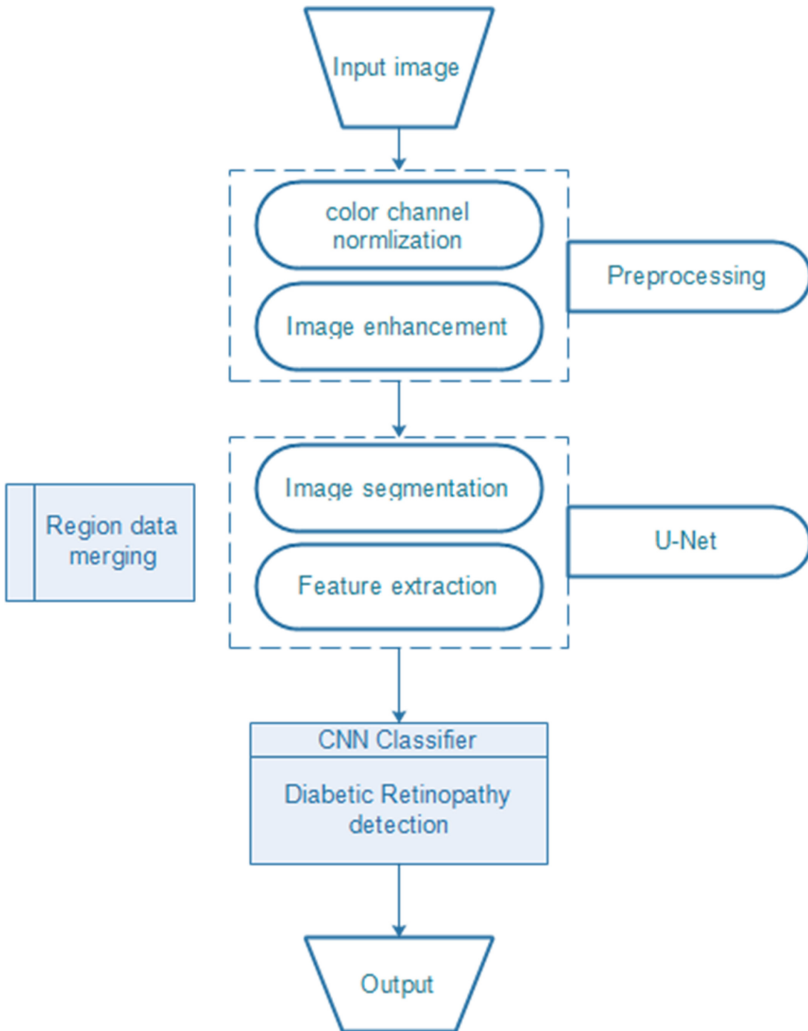 Input image
color channel
normlization
Image enhancement
Preprocessing
Image segmentation
Feature extraction
Region data
merging
U-Net
CNN Classifier
Diabetic Retinopathy
detection
Output